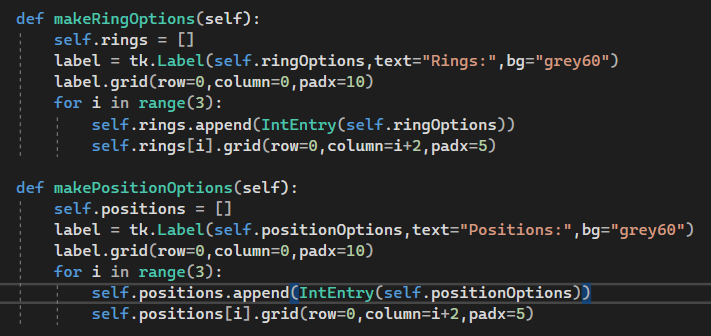 def makeRingOptions(self):
    self.rings = []
    label = tk.Label(self.ringOptions,text="Rings:",bg="grey60")
    label.grid(row=0,column=0,padx=10)
    for i in range(3):
        self.rings.append(IntEntry(self.ringOptions))
        self.rings[i].grid(row=0,column=i+2,padx=5)

def makePositionOptions(self):
    self.positions = []
    label = tk.Label(self.positionOptions,text="Positions:",bg="grey60")
    label.grid(row=0,column=0,padx=10)
    for i in range(3):
        self.positions.append(IntEntry(self.positionOptions))
        self.positions[i].grid(row=0,column=i+2,padx=5)